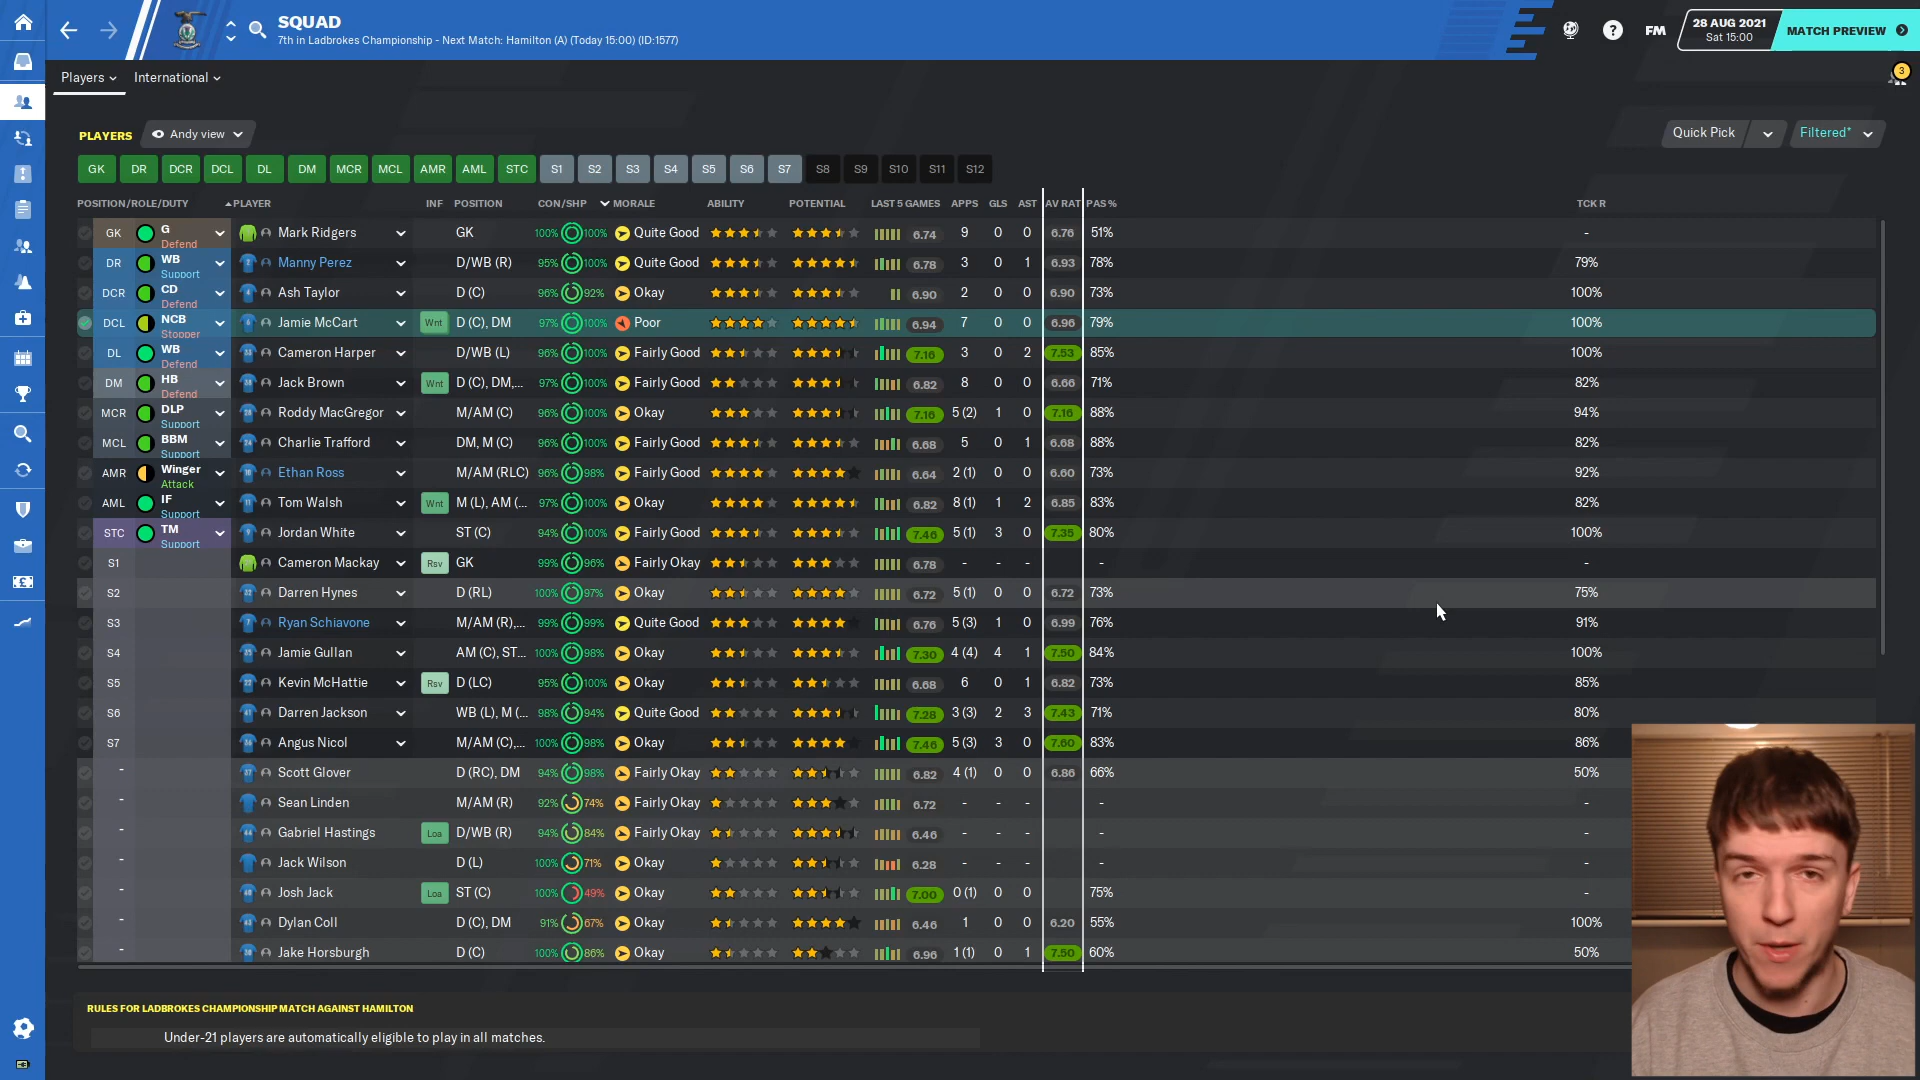 SQUAD
7th in Ladbrokes Championship - Next Match: Hamilton (A) (Today 15:00) (ID:1577)
FM
28 AUG 2021
Sat 15:00
MATCH PREVIEW
3
Players International
PLAYERS Andy view Quick Pick Filtered*
GK DR DCR DCL DL DM MCR MCL AMR AML STC S1 S2 S3 S4 S5 S6 S7 S8 S9 S10 S11 S12
POSITION/ROLE/DUTY PLAYER INF POSITION CON/SHP MORALE ABILITY POTENTIAL LAST 5 GAMES APPS GLS AST AV RAT PAS % TCK R
GK G Defend Mark Ridgers GK 100% 100% Quite Good 6.74 9 0 0 6.76 51% -
DR WB Support Manny Perez D/WB (R) 95% 100% Quite Good 6.78 3 0 1 6.93 78% 79%
DCR CD Defend Ash Taylor D (C) 96% 92% Okay 6.90 2 0 0 6.90 73% 100%
DCL NCB Stopper Jamie McCart Wnt D (C), DM 97% 100% Poor 6.94 7 0 0 6.96 79% 100%
DL WB Defend Cameron Harper D/WB (L) 96% 100% Fairly Good 7.16 3 0 2 7.53 85% 100%
DM HB Defend Jack Brown Wnt D (C), DM,... 97% 100% Fairly Good 6.82 8 0 0 6.66 71% 82%
MCR DLP Support Roddy MacGregor M/AM (C) 96% 100% Okay 7.16 5 (2) 1 0 7.16 88% 94%
MCL BBM Support Charlie Trafford DM, M (C) 96% 100% Fairly Good 6.68 5 0 1 6.68 88% 82%
AMR Winger Attack Ethan Ross M/AM (RLC) 96% 98% Fairly Good 6.64 2 (1) 0 0 6.60 73% 92%
AML IF Support Tom Walsh Wnt M (L), AM (... 97% 100% Okay 6.82 8 (1) 1 2 6.85 83% 82%
STC TM Support Jordan White ST (C) 94% 100% Fairly Good 7.46 5 (1) 3 0 7.35 80% 100%
S1 Cameron Mackay Rsv GK 99% 96% Fairly Okay 6.78 - - - - -
S2 Darren Hynes D (RL) 100% 97% Okay 6.72 5 (1) 0 0 6.72 73% 75%
S3 Ryan Schiavone M/AM (R),... 99% 99% Quite Good 6.76 5 (3) 1 0 6.99 76% 91%
S4 Jamie Gullan AM (C), ST... 100% 98% Okay 7.30 4 (4) 4 1 7.50 84% 100%
S5 Kevin McHattie Rsv D (LC) 95% 100% Okay 6.68 6 0 1 6.82 73% 85%
S6 Darren Jackson WB (L), M (... 98% 94% Quite Good 7.28 3 (3) 2 3 7.43 71% 80%
S7 Angus Nicol M/AM (C),... 100% 98% Okay 7.46 5 (3) 3 0 7.60 83% 86%
- Scott Glover D (RC), DM 94% 98% Fairly Okay 6.82 4 (1) 0 0 6.86 66% 50%
- Sean Linden M/AM (R) 92% 74% Fairly Okay 6.72 - - - - -
- Gabriel Hastings Loa D/WB (R) 94% 84% Fairly Okay 6.46 - - - - -
- Jack Wilson D (L) 100% 71% Okay 6.28 - - - - -
- Josh Jack Loa ST (C) 100% 49% Okay 7.00 0 (1) 0 0 75% -
- Dylan Coll D (C), DM 91% 67% Okay 6.46 1 0 0 6.20 55% 100%
- Jake Horsburgh D (C) 100% 86% Okay 6.96 1 (1) 0 1 7.50 60% 50%
RULES FOR LADBROKES CHAMPIONSHIP MATCH AGAINST HAMILTON
Under-21 players are automatically eligible to play in all matches.